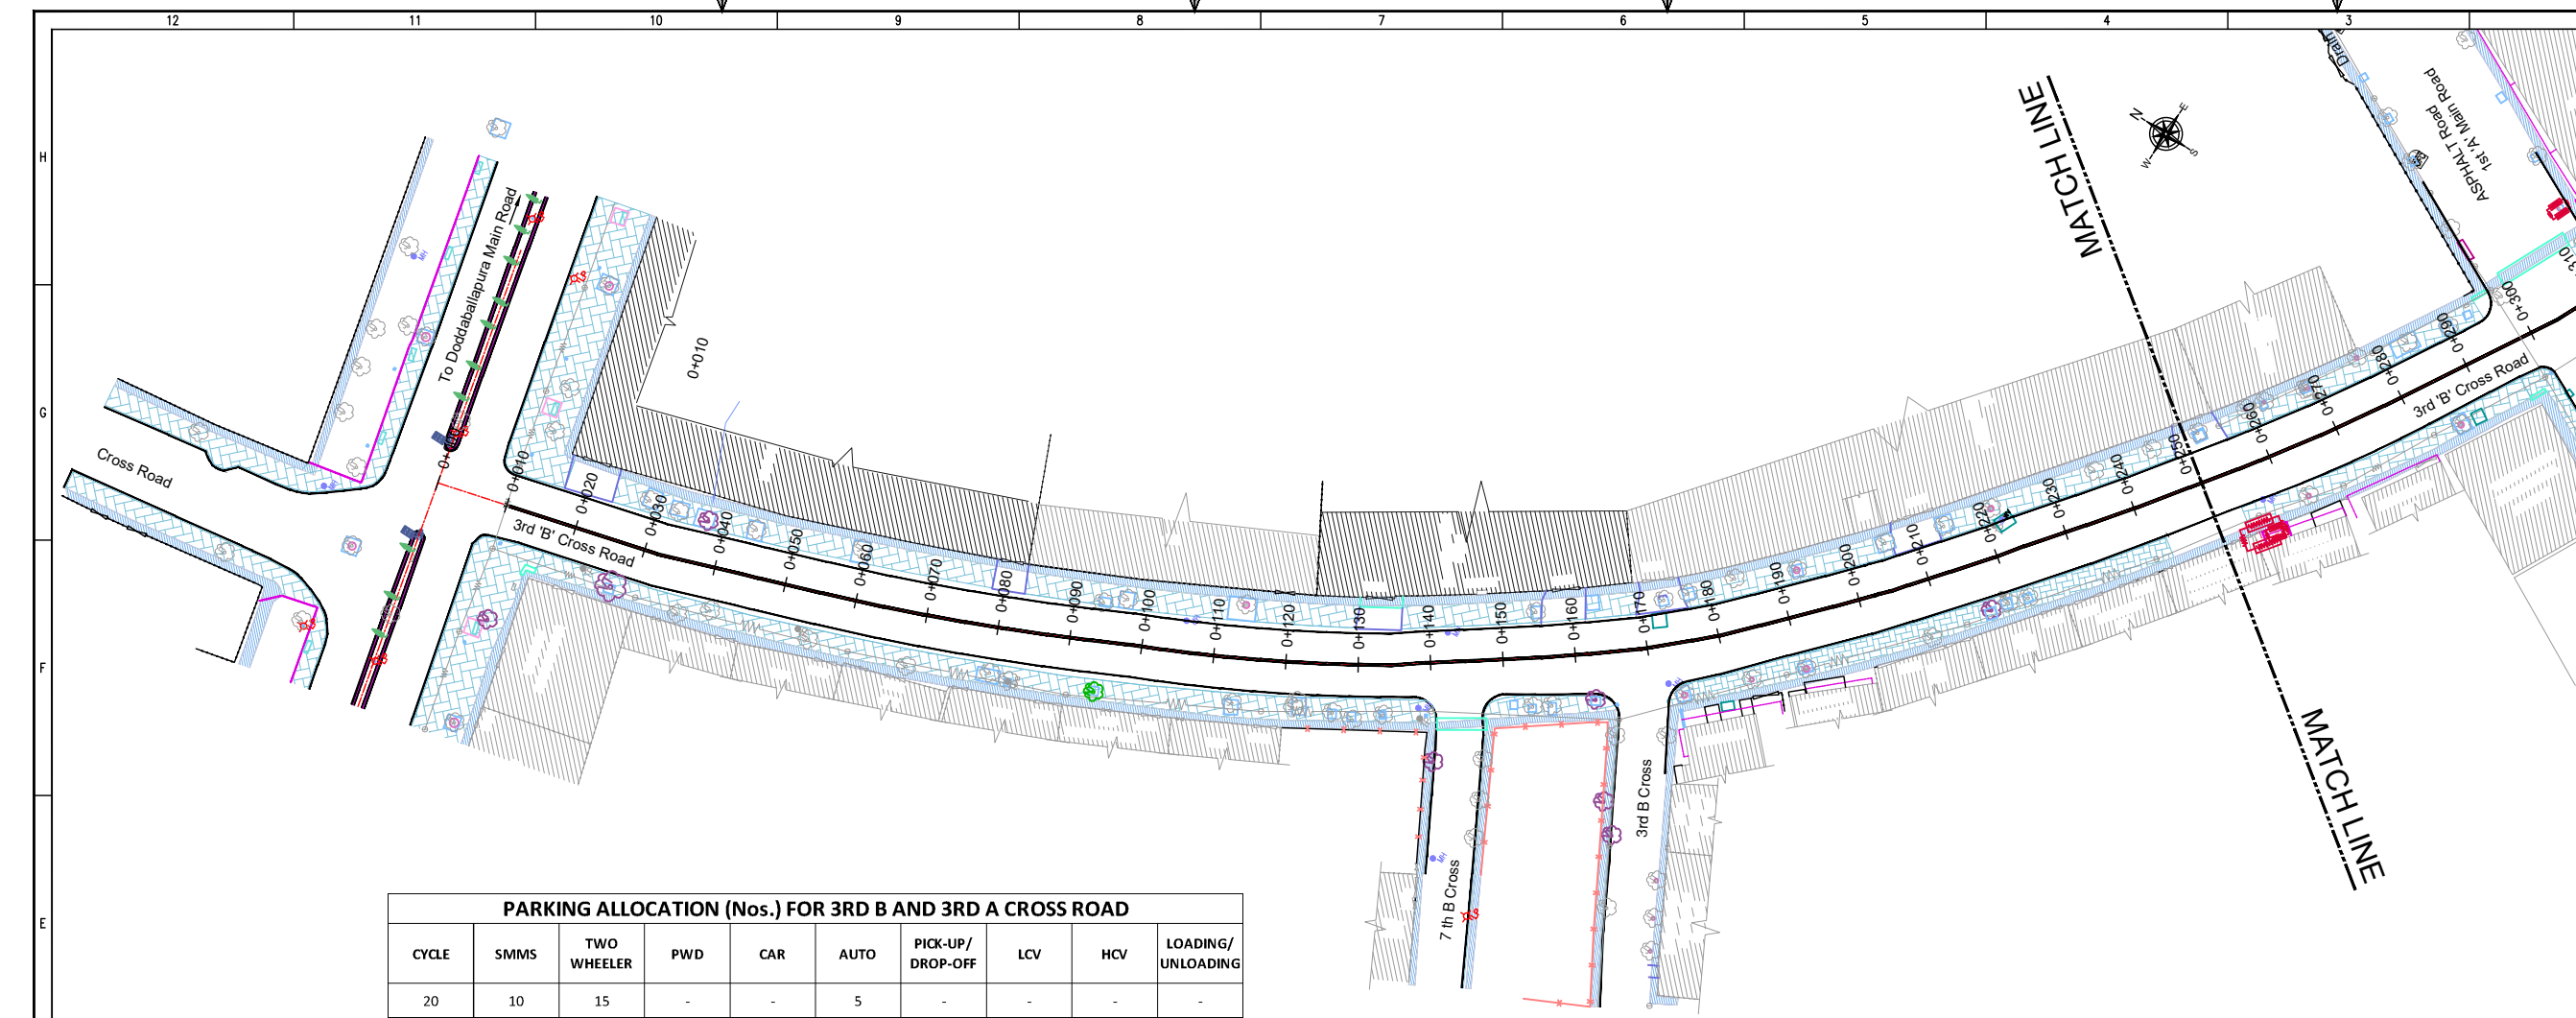 12 11 10 9 8 7 6 5 4 3
H
G
F
E
Drain
ASPHALT Road
1st 'A' Main Road
MATCH LINE
N
E
S
W
MH
To Doddaballapura Main Road
Cross Road
MH
0+010
0+010
0+020
0+030
0+040
0+050
0+060
0+070
0+080
0+090
0+100
0+110
0+120
0+130
0+140
0+150
0+160
0+170
0+180
0+190
0+200
0+210
0+220
0+230
0+240
0+250
0+260
0+270
0+280
0+290
0+300
3rd 'B' Cross Road
3rd 'B' Cross Road
7 th B Cross
MH
3rd B Cross
MATCH LINE
PARKING ALLOCATION (Nos.) FOR 3RD B AND 3RD A CROSS ROAD
CYCLE SMMS TWO WHEELER PWD CAR AUTO PICK-UP/ DROP-OFF LCV HCV LOADING/ UNLOADING
20 10 15 - - 5 - - - -